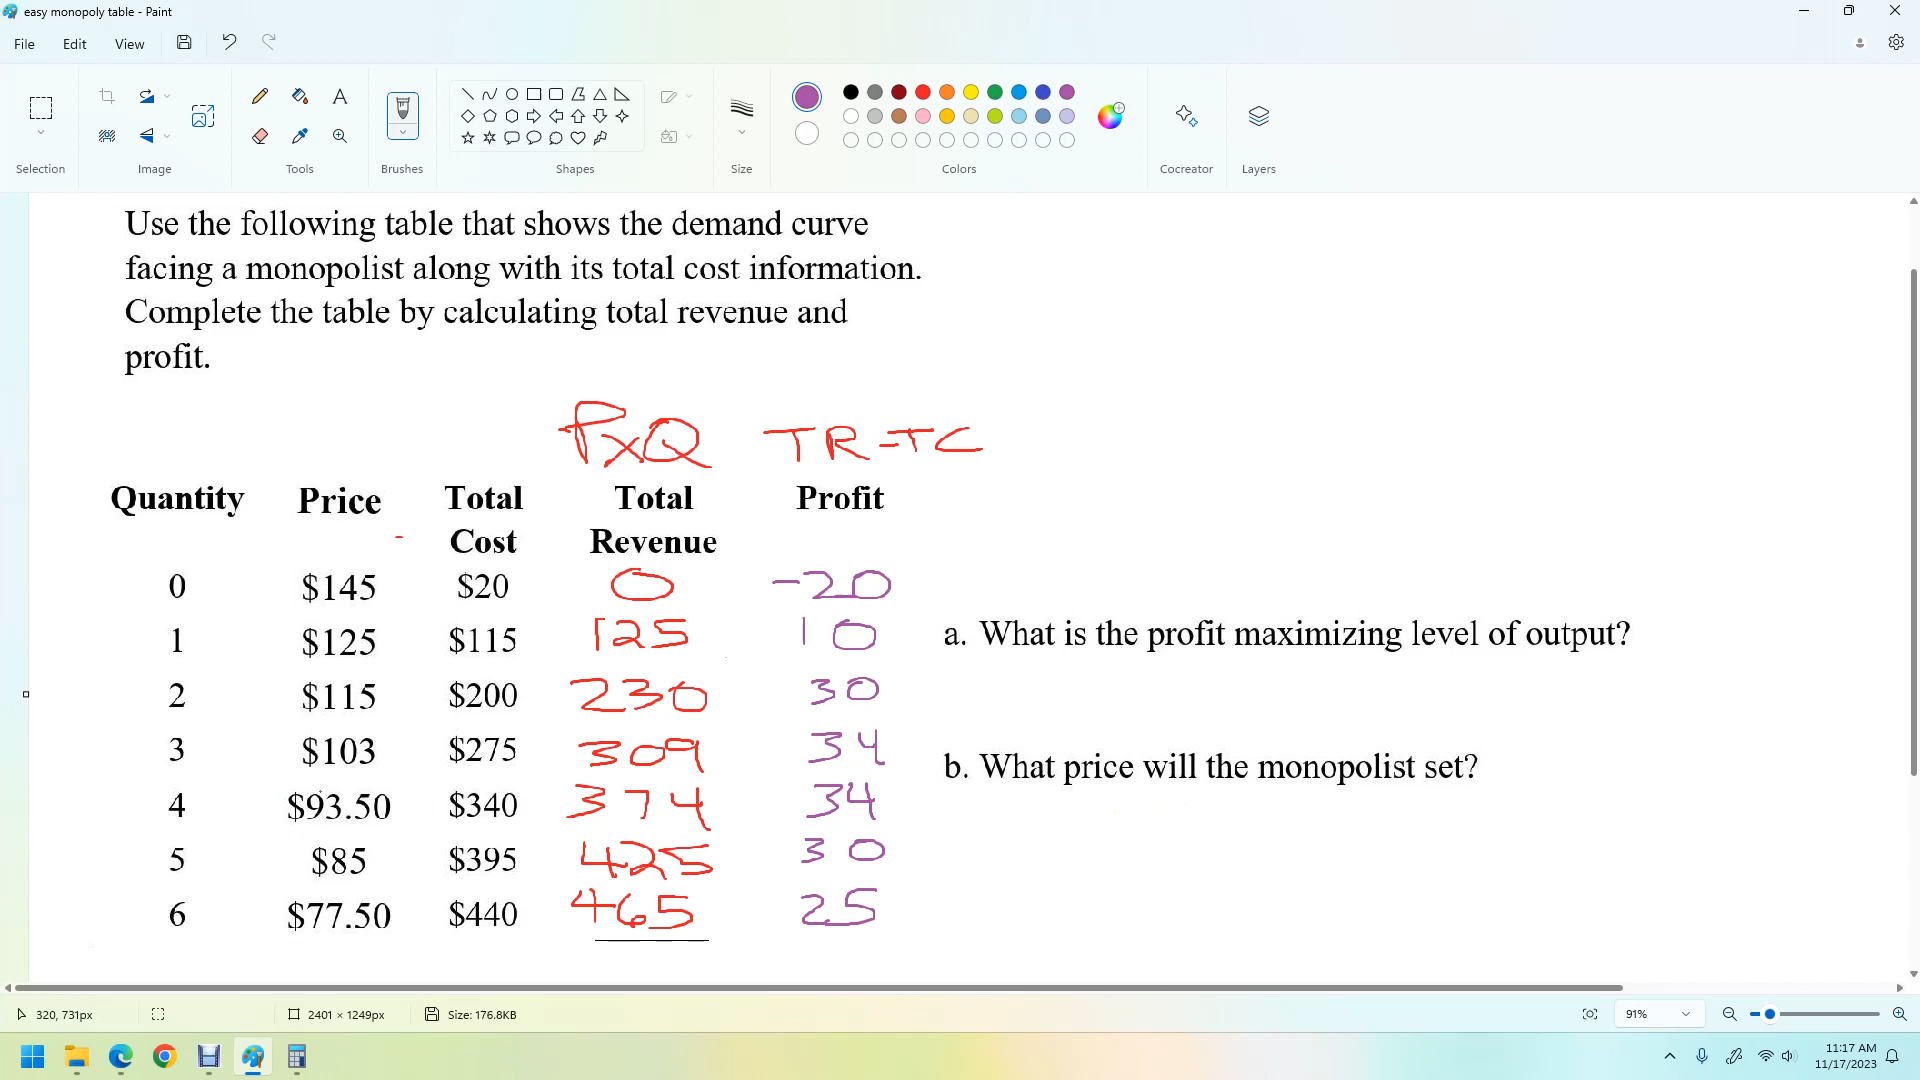 easy monopoly table - Paint
File Edit View
Selection Image Tools Brushes Shapes Size Colors Cocreator Layers
Use the following table that shows the demand curve
facing a monopolist along with its total cost information.
Complete the table by calculating total revenue and
profit.
PxQ TR-TC
Quantity Price Total Total Profit
Cost Revenue
0 $145 $20 0 -20
1 $125 $115 125 10
a. What is the profit maximizing level of output?
2 $115 $200 230 30
3 $103 $275 309 34
b. What price will the monopolist set?
4 $93.50 $340 374 34
5 $85 $395 425 30
6 $77.50 $440 465 25
320, 731px 2401 × 1249px Size: 176.8KB 91%
11:17 AM
11/17/2023